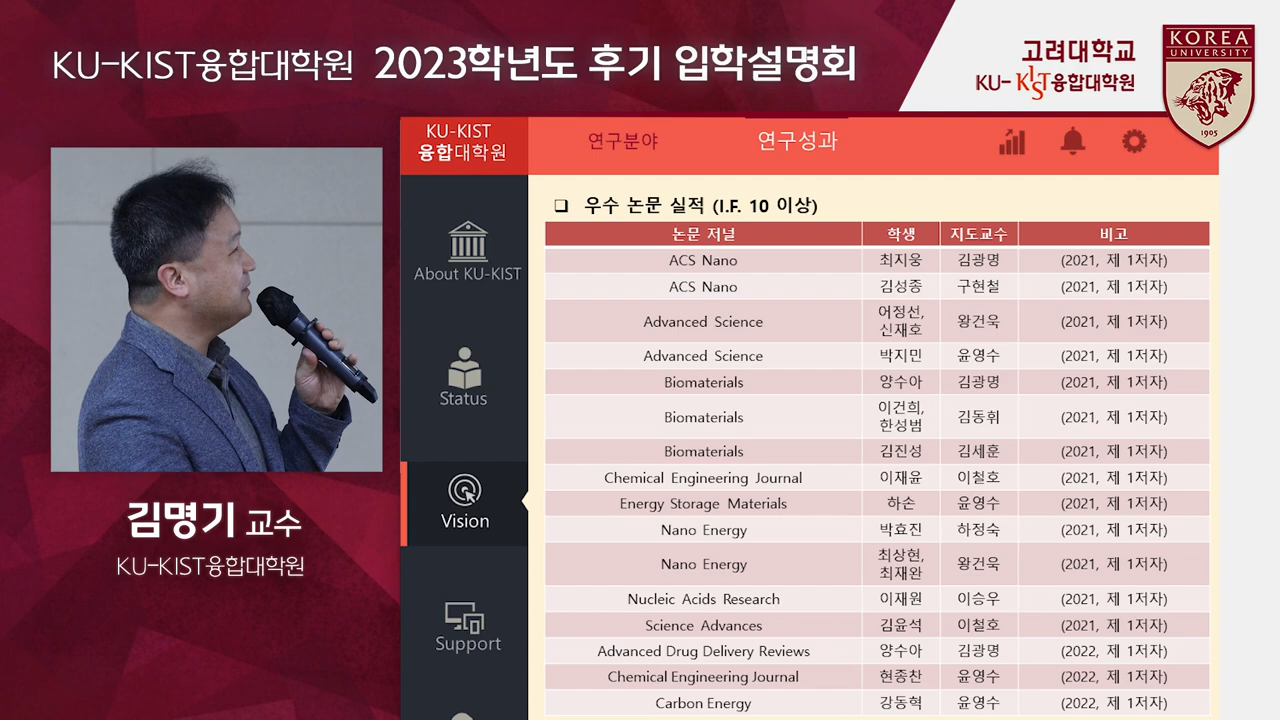 KU-KIST융합대학원 2023학년도 후기 입학설명회
고려대학교
KU-KIST융합대학원
KOREA
UNIVERSITY
1905
KU-KIST
융합대학원
연구분야 연구성과
About KU-KIST
Status
Vision
Support
김명기 교수
KU-KIST융합대학원
❑ 우수 논문 실적 (I.F. 10 이상)
논문 저널 학생 지도교수 비고
ACS Nano 최지웅 김광명 (2021, 제 1저자)
ACS Nano 김성종 구현철 (2021, 제 1저자)
Advanced Science 어정선, 신재호 왕건욱 (2021, 제 1저자)
Advanced Science 박지민 윤영수 (2021, 제 1저자)
Biomaterials 양수아 김광명 (2021, 제 1저자)
Biomaterials 이건희, 한성범 김동휘 (2021, 제 1저자)
Biomaterials 김진성 김세훈 (2021, 제 1저자)
Chemical Engineering Journal 이재윤 이철호 (2021, 제 1저자)
Energy Storage Materials 하손 윤영수 (2021, 제 1저자)
Nano Energy 박효진 하정숙 (2021, 제 1저자)
Nano Energy 최상현, 최재완 왕건욱 (2021, 제 1저자)
Nucleic Acids Research 이재원 이승우 (2021, 제 1저자)
Science Advances 김윤석 이철호 (2021, 제 1저자)
Advanced Drug Delivery Reviews 양수아 김광명 (2022, 제 1저자)
Chemical Engineering Journal 현종찬 윤영수 (2022, 제 1저자)
Carbon Energy 강동혁 윤영수 (2022, 제 1저자)